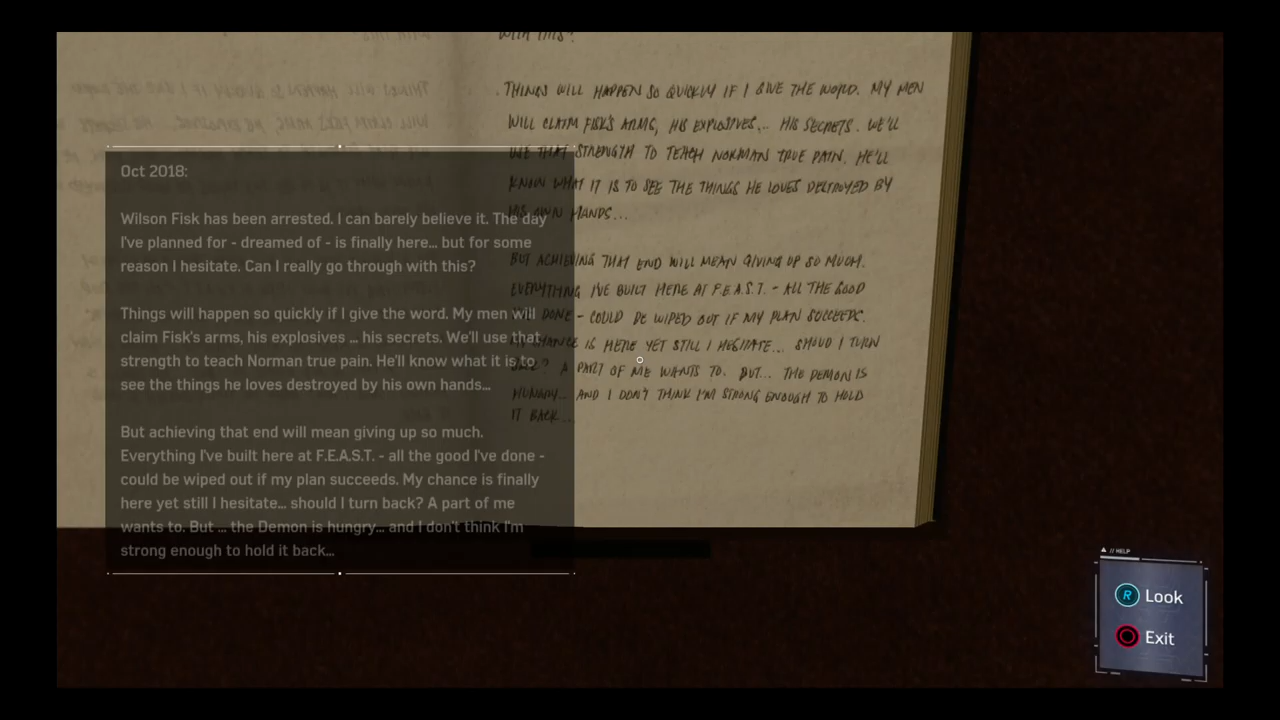 WITH THIS?
THINGS WILL HAPPEN SO QUICKLY IF I GIVE THE WORD. MY MEN
WILL CLAIM FISK'S ARMS, HIS EXPLOSIVES... HIS SECRETS. WE'LL
USE THAT STRENGTH TO TEACH NORMAN TRUE PAIN. HE'LL
KNOW WHAT IT IS TO SEE THE THINGS HE LOVES DESTROYED BY
HIS OWN HANDS...
BUT ACHIEVING THAT END WILL MEAN GIVING UP SO MUCH.
EVERYTHING I'VE BUILT HERE AT F.E.A.S.T. - ALL THE GOOD
DONE - COULD BE WIPED OUT IF MY PLAN SUCCEEDS.
CHANCE IS HERE YET STILL I HESITATE... SHOULD I TURN
A PART OF ME WANTS TO. BUT... THE DEMON IS
HUNGRY... AND I DON'T THINK I'M STRONG ENOUGH TO HOLD
IT BACK...
Oct 2018:
Wilson Fisk has been arrested. I can barely believe it. The day
I've planned for - dreamed of - is finally here... but for some
reason I hesitate. Can I really go through with this?
Things will happen so quickly if I give the word. My men will
claim Fisk's arms, his explosives ... his secrets. We'll use that
strength to teach Norman true pain. He'll know what it is to
see the things he loves destroyed by his own hands...
But achieving that end will mean giving up so much.
Everything I've built here at F.E.A.S.T. - all the good I've done -
could be wiped out if my plan succeeds. My chance is finally
here yet still I hesitate... should I turn back? A part of me
wants to. But ... the Demon is hungry... and I don't think I'm
strong enough to hold it back...
// HELP
R Look
Exit